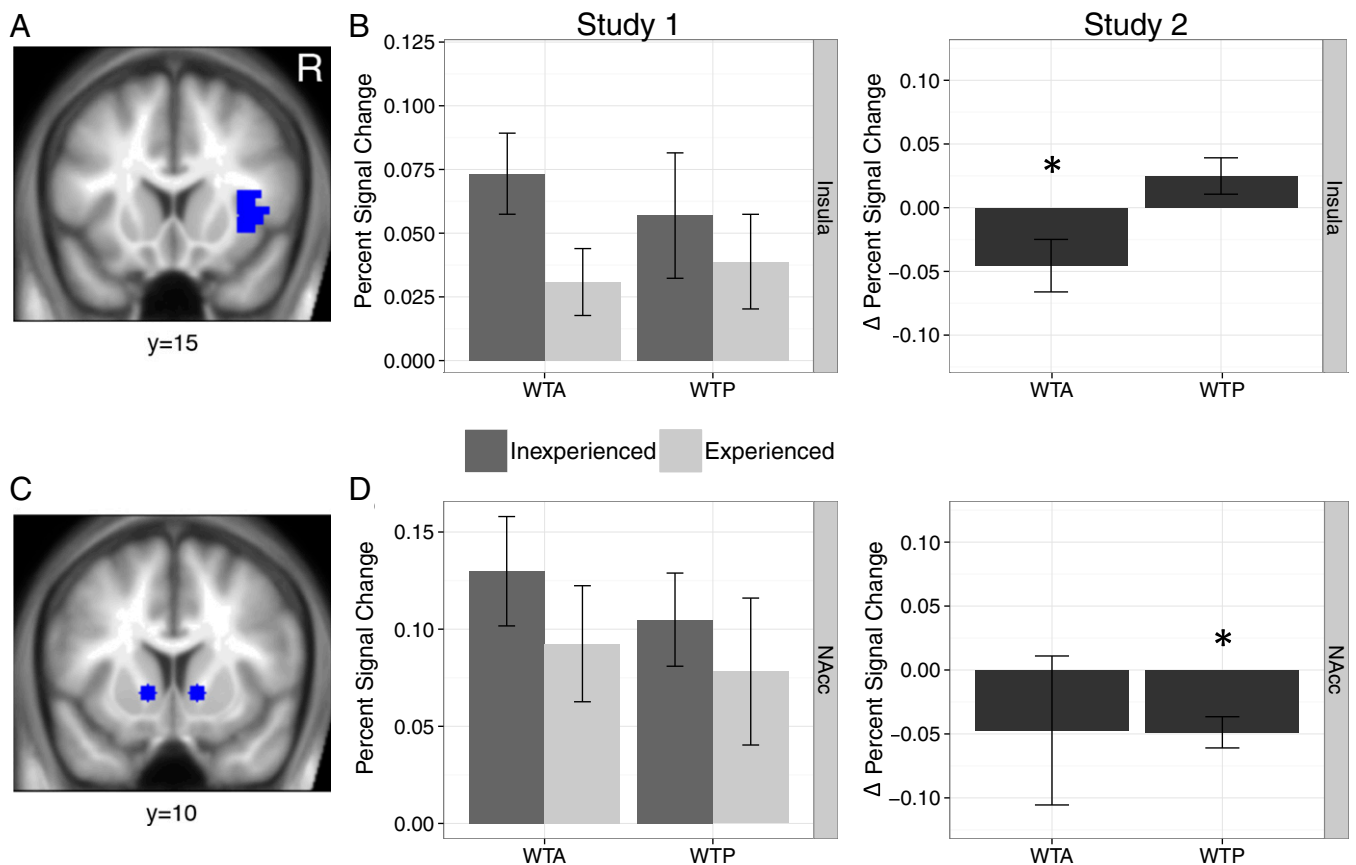 A
R
y=15
B
Study 1
Percent Signal Change
0.125
0.100
0.075
0.050
0.025
0.000
WTA
WTP
Insula
Study 2
Δ Percent Signal Change
0.10
0.05
0.00
−0.05
−0.10
*
WTA
WTP
Insula
Inexperienced
Experienced
C
y=10
D
Percent Signal Change
0.15
0.10
0.05
0.00
WTA
WTP
NAcc
Δ Percent Signal Change
0.10
0.05
0.00
−0.05
−0.10
*
WTA
WTP
NAcc